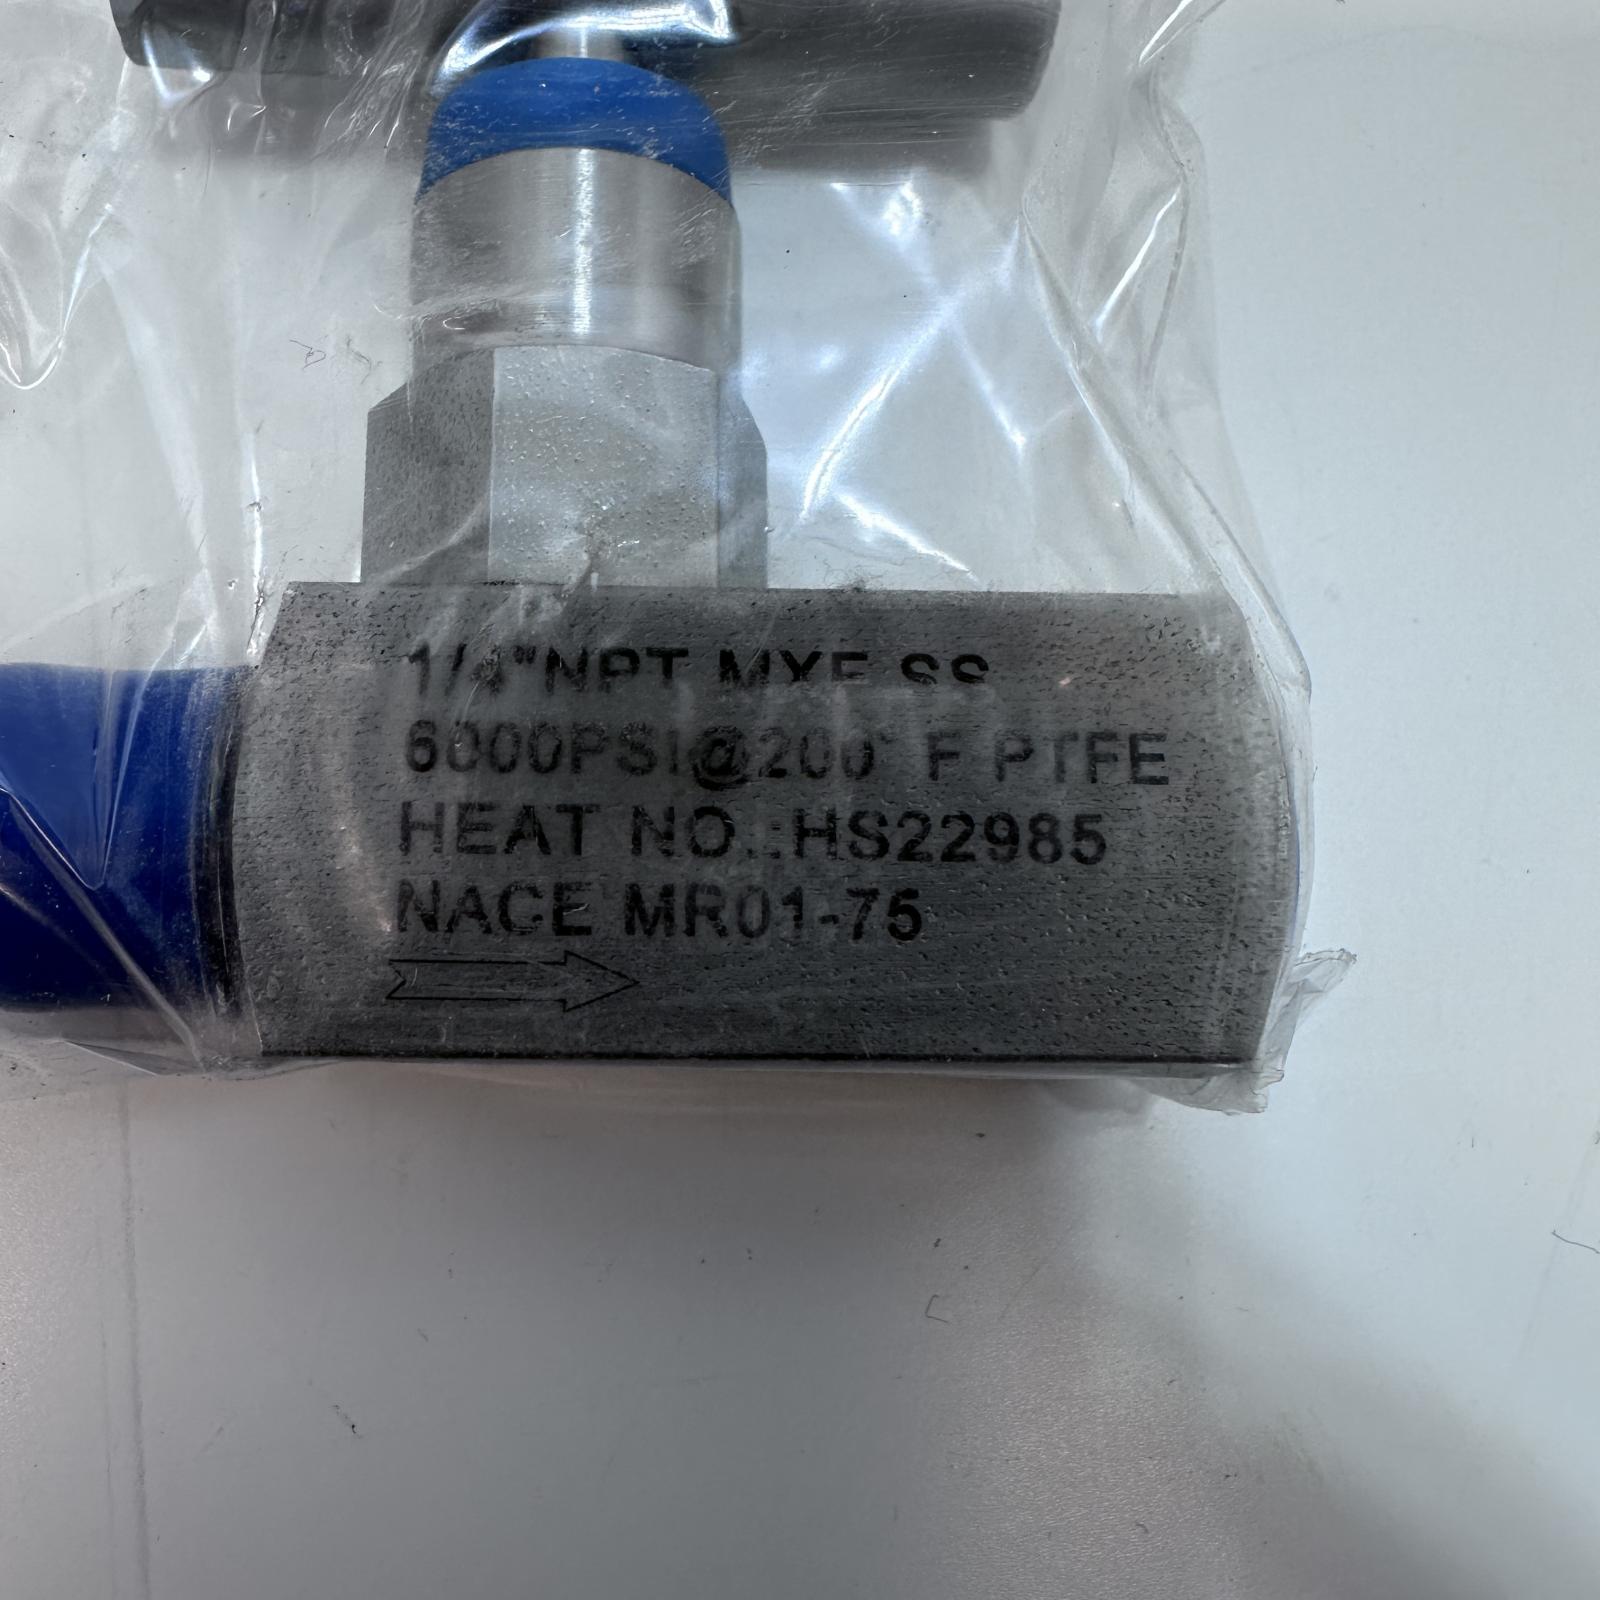 1/4"NPT MXF SS
6000PSI@200°F PTFE
HEAT NO.:HS22985
NACE MR01-75